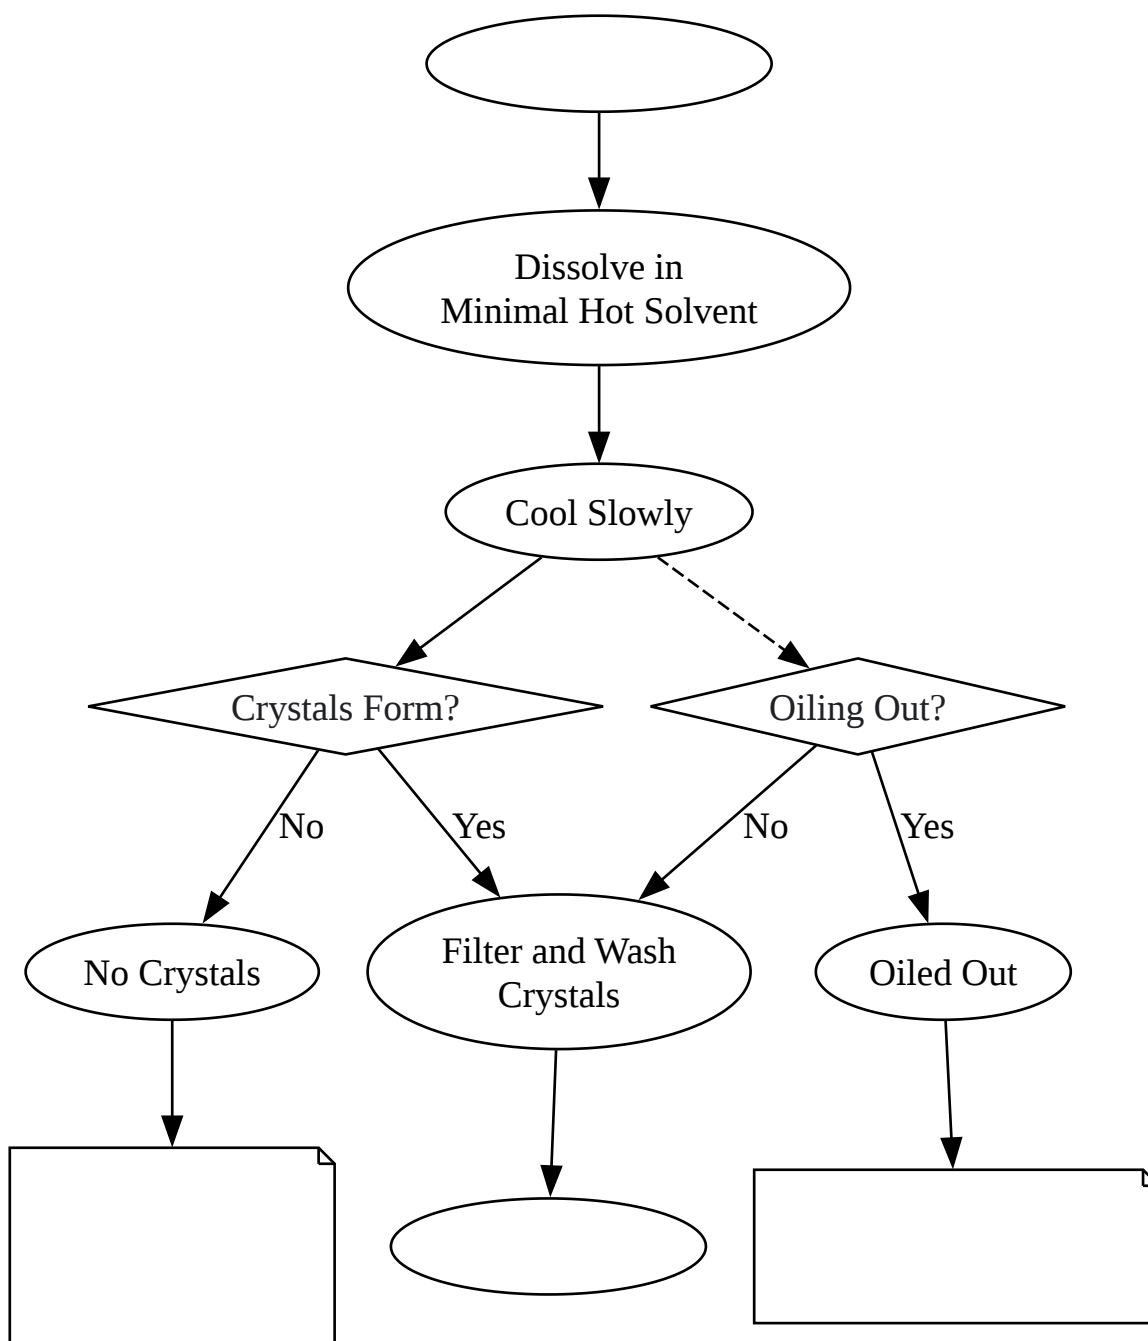 Dissolve in
Minimal Hot Solvent
Cool Slowly
Crystals Form?
Oiling Out?
No
Yes
No
Yes
No Crystals
Filter and Wash
Crystals
Oiled Out